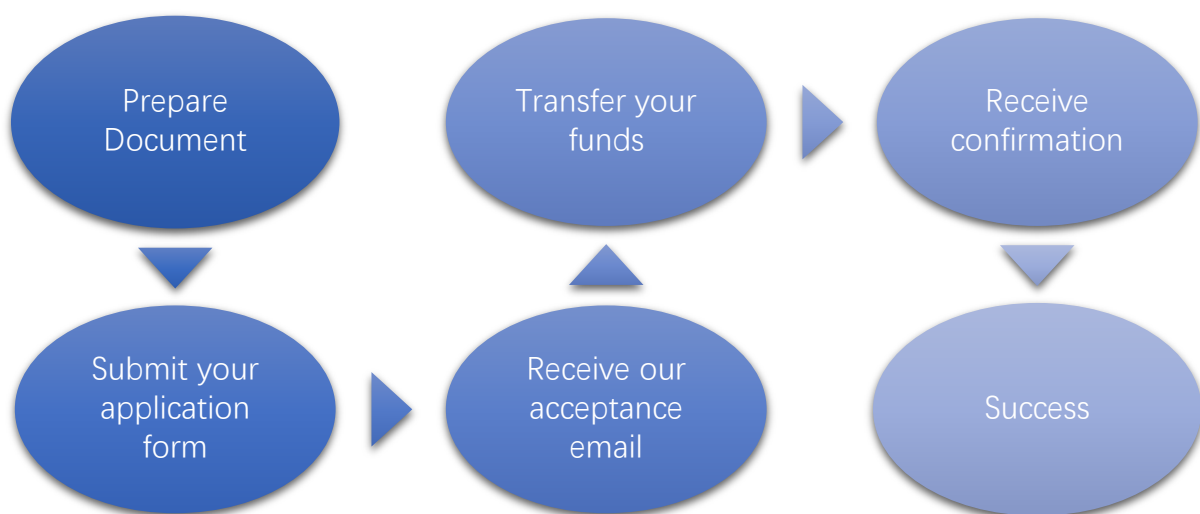 Prepare
Document
Submit your
application
form
Receive our
acceptance
email
Transfer your
funds
Receive
confirmation
Success